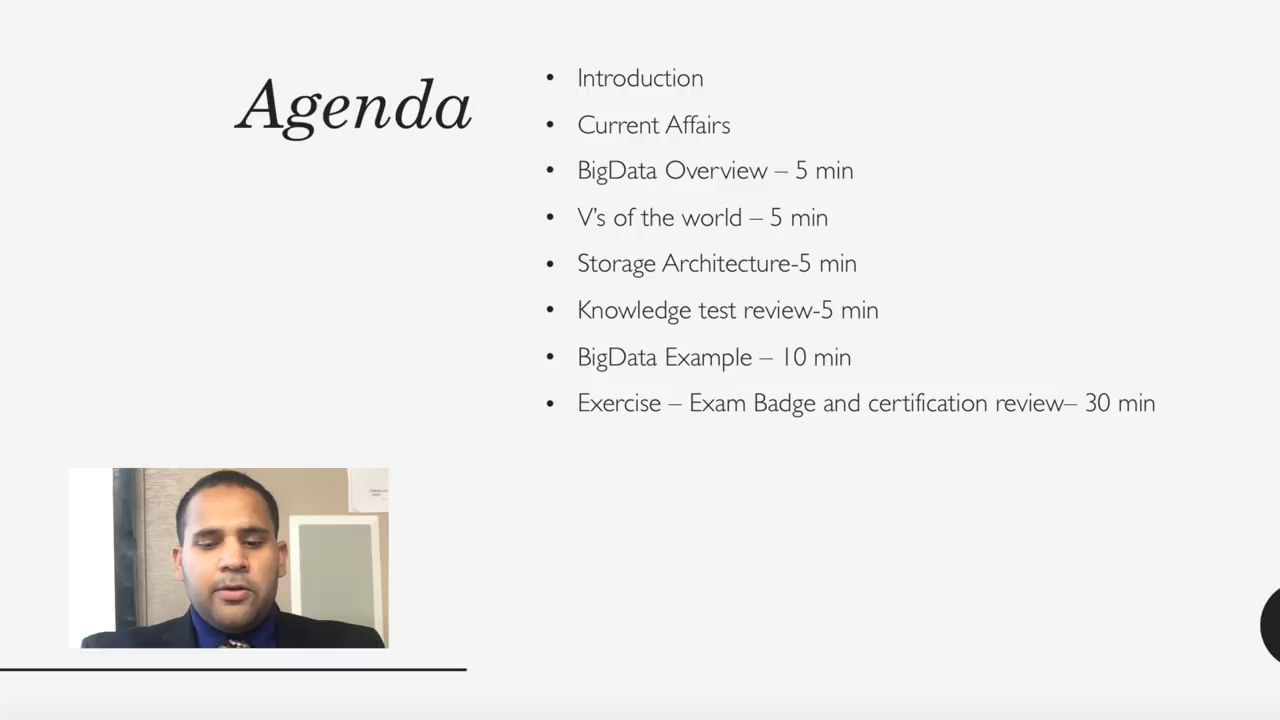 Agenda
• Introduction
• Current Affairs
• BigData Overview – 5 min
• V's of the world – 5 min
• Storage Architecture-5 min
• Knowledge test review-5 min
• BigData Example – 10 min
• Exercise – Exam Badge and certification review– 30 min